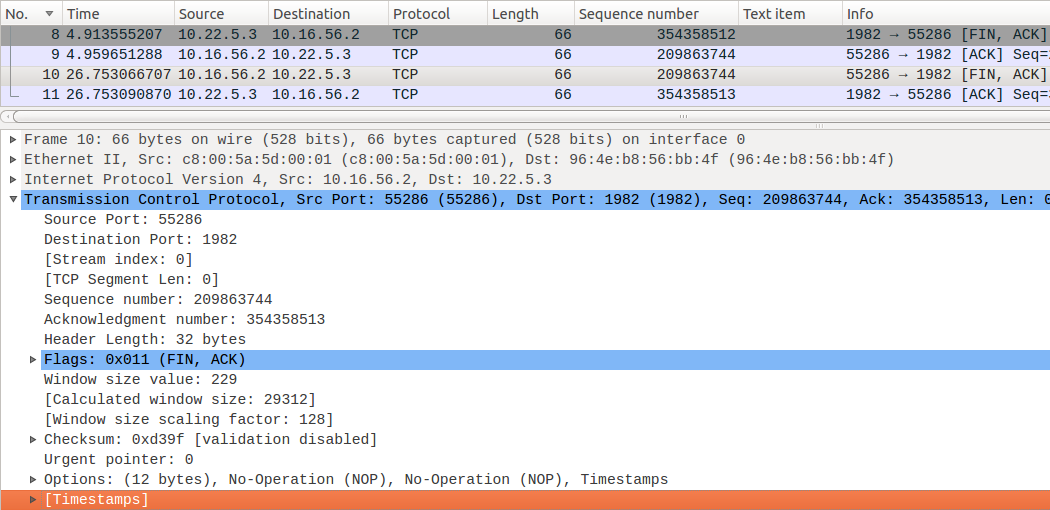 No. Time Source Destination Protocol Length Sequence number Text item Info
8 4.913555207 10.22.5.3 10.16.56.2 TCP 66 354358512 1982 → 55286 [FIN, ACK]
9 4.959651288 10.16.56.2 10.22.5.3 TCP 66 209863744 55286 → 1982 [ACK] Seq=
10 26.753066707 10.16.56.2 10.22.5.3 TCP 66 209863744 55286 → 1982 [FIN, ACK]
11 26.753090870 10.22.5.3 10.16.56.2 TCP 66 354358513 1982 → 55286 [ACK] Seq=
Frame 10: 66 bytes on wire (528 bits), 66 bytes captured (528 bits) on interface 0
Ethernet II, Src: c8:00:5a:5d:00:01 (c8:00:5a:5d:00:01), Dst: 96:4e:b8:56:bb:4f (96:4e:b8:56:bb:4f)
Internet Protocol Version 4, Src: 10.16.56.2, Dst: 10.22.5.3
Transmission Control Protocol, Src Port: 55286 (55286), Dst Port: 1982 (1982), Seq: 209863744, Ack: 354358513, Len: 0
Source Port: 55286
Destination Port: 1982
[Stream index: 0]
[TCP Segment Len: 0]
Sequence number: 209863744
Acknowledgment number: 354358513
Header Length: 32 bytes
Flags: 0x011 (FIN, ACK)
Window size value: 229
[Calculated window size: 29312]
[Window size scaling factor: 128]
Checksum: 0xd39f [validation disabled]
Urgent pointer: 0
Options: (12 bytes), No-Operation (NOP), No-Operation (NOP), Timestamps
[Timestamps]